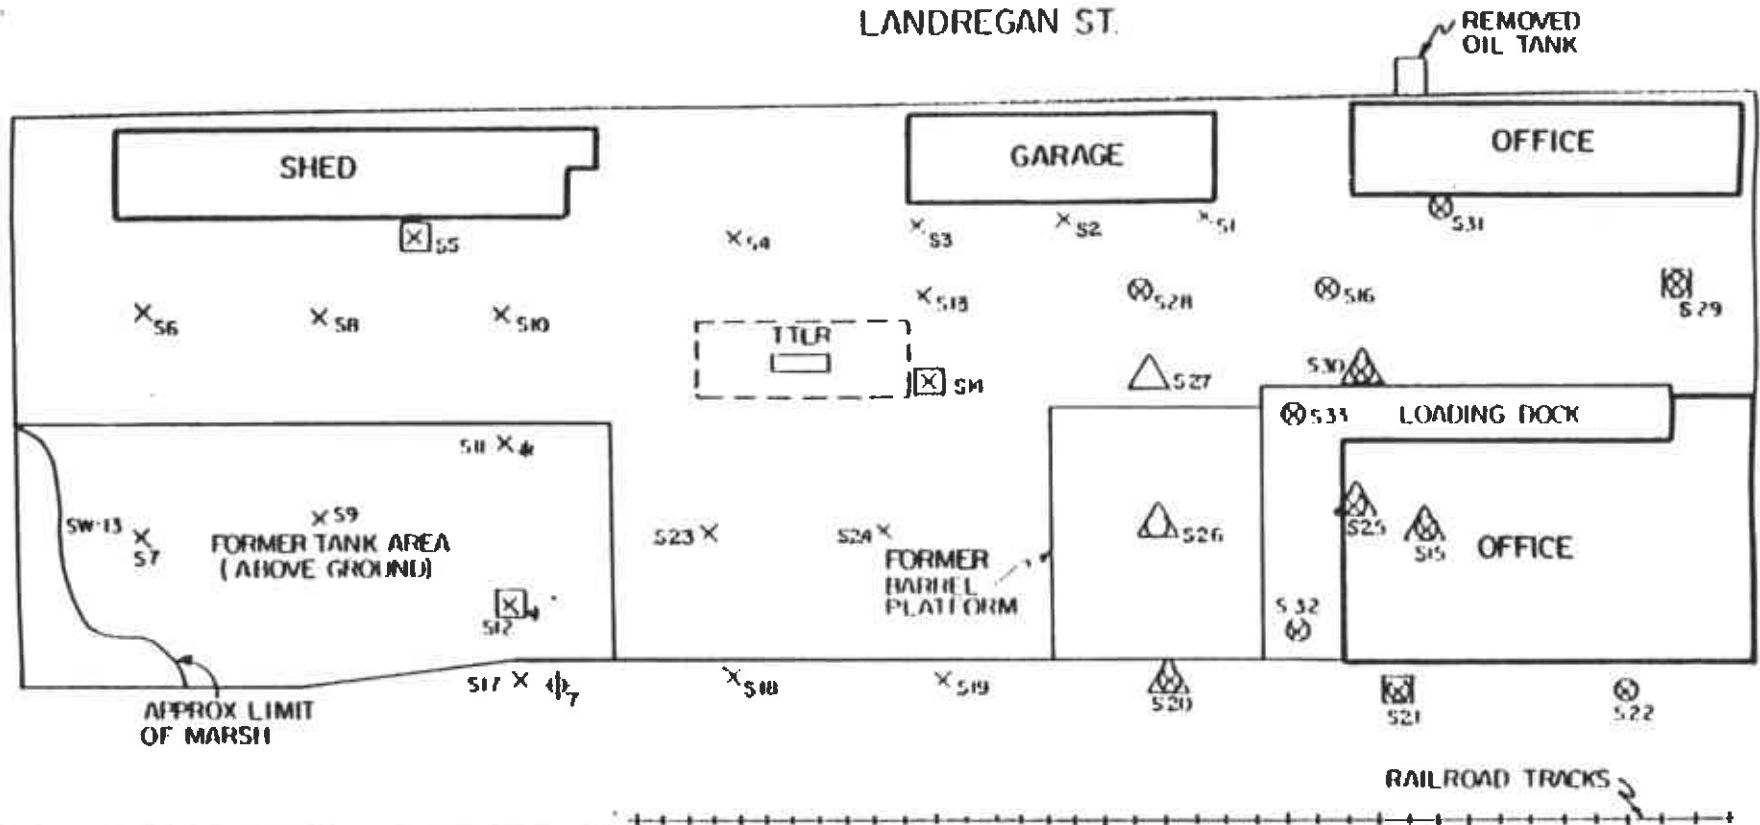 LANDREGAN ST.
REMOVED
OIL TANK
SHED
GARAGE
OFFICE
S5
S4
S3
S2
S1
S31
S6
S8
S10
S13
S28
S16
S29
TTLR
S14
S27
S30
S33
LOADING DOCK
S11
SW-13
S7
S9
FORMER TANK AREA
(ABOVE GROUND)
S12
S23
S24
FORMER
BARREL
PLATFORM
S26
S25
S15
OFFICE
S32
S17
7
S18
S19
S20
S21
S22
APPROX LIMIT
OF MARSH
RAILROAD TRACKS